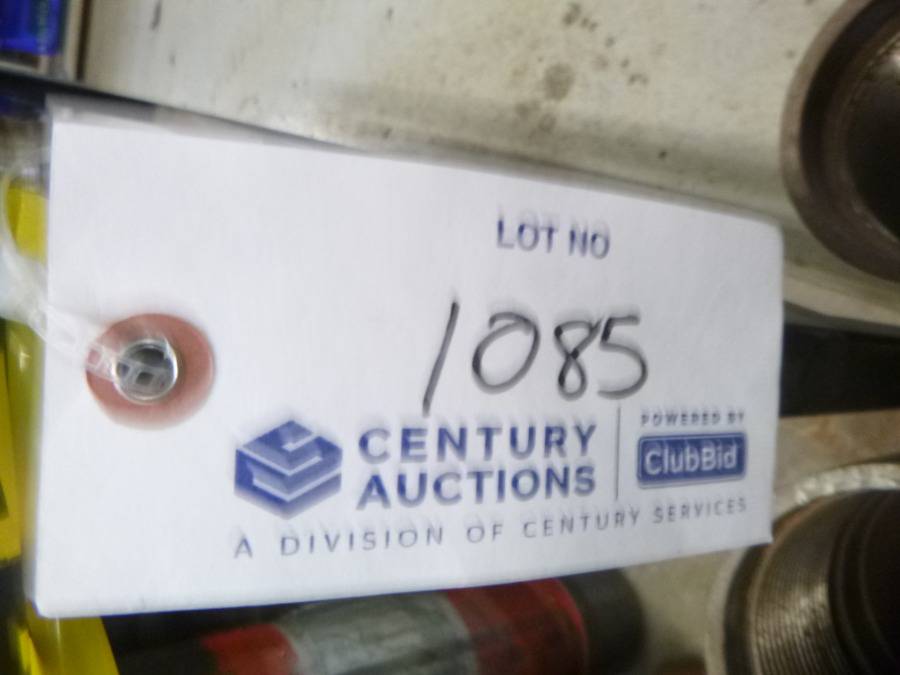 LOT NO
1085
CENTURY
AUCTIONS
POWERED BY
ClubBid
A DIVISION OF CENTURY SERVICES